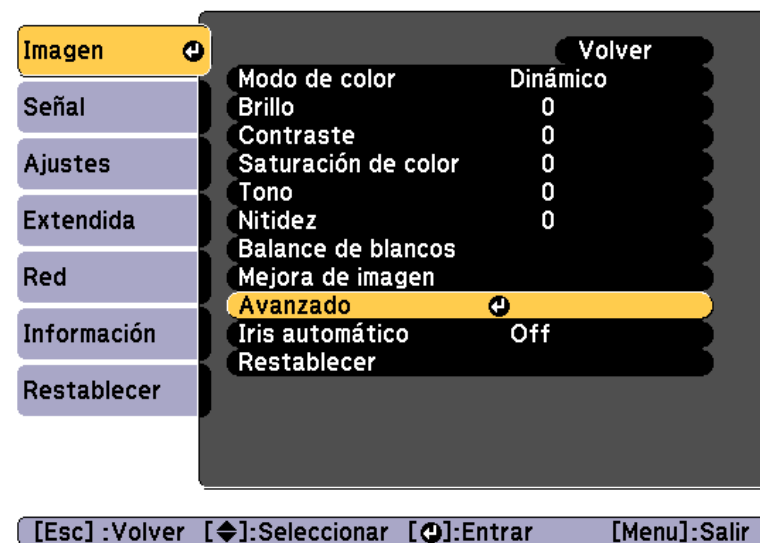 Imagen
Señal
Ajustes
Extendida
Red
Información
Restablecer
Volver
Modo de color Dinámico
Brillo 0
Contraste 0
Saturación de color 0
Tono 0
Nitidez 0
Balance de blancos
Mejora de imagen
Avanzado
Iris automático Off
Restablecer
[Esc] :Volver [◆]:Seleccionar [↵]:Entrar [Menu]:Salir